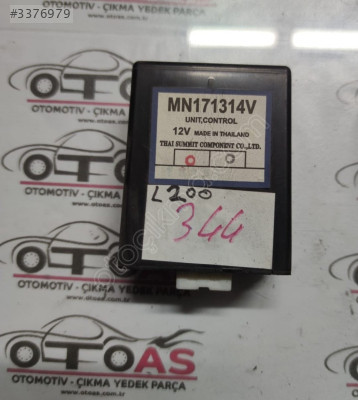 #3376979
OTOAS
OTOMOTİV - ÇIKMA YEDEK PARÇA
MN171314V
UNIT,CONTROL
12V MADE IN THAILAND
THAI SUMMIT COMPONENT CO.,LTD.
L200
344
OTOAS
OTOMOTİV - ÇIKMA YEDEK PARÇA